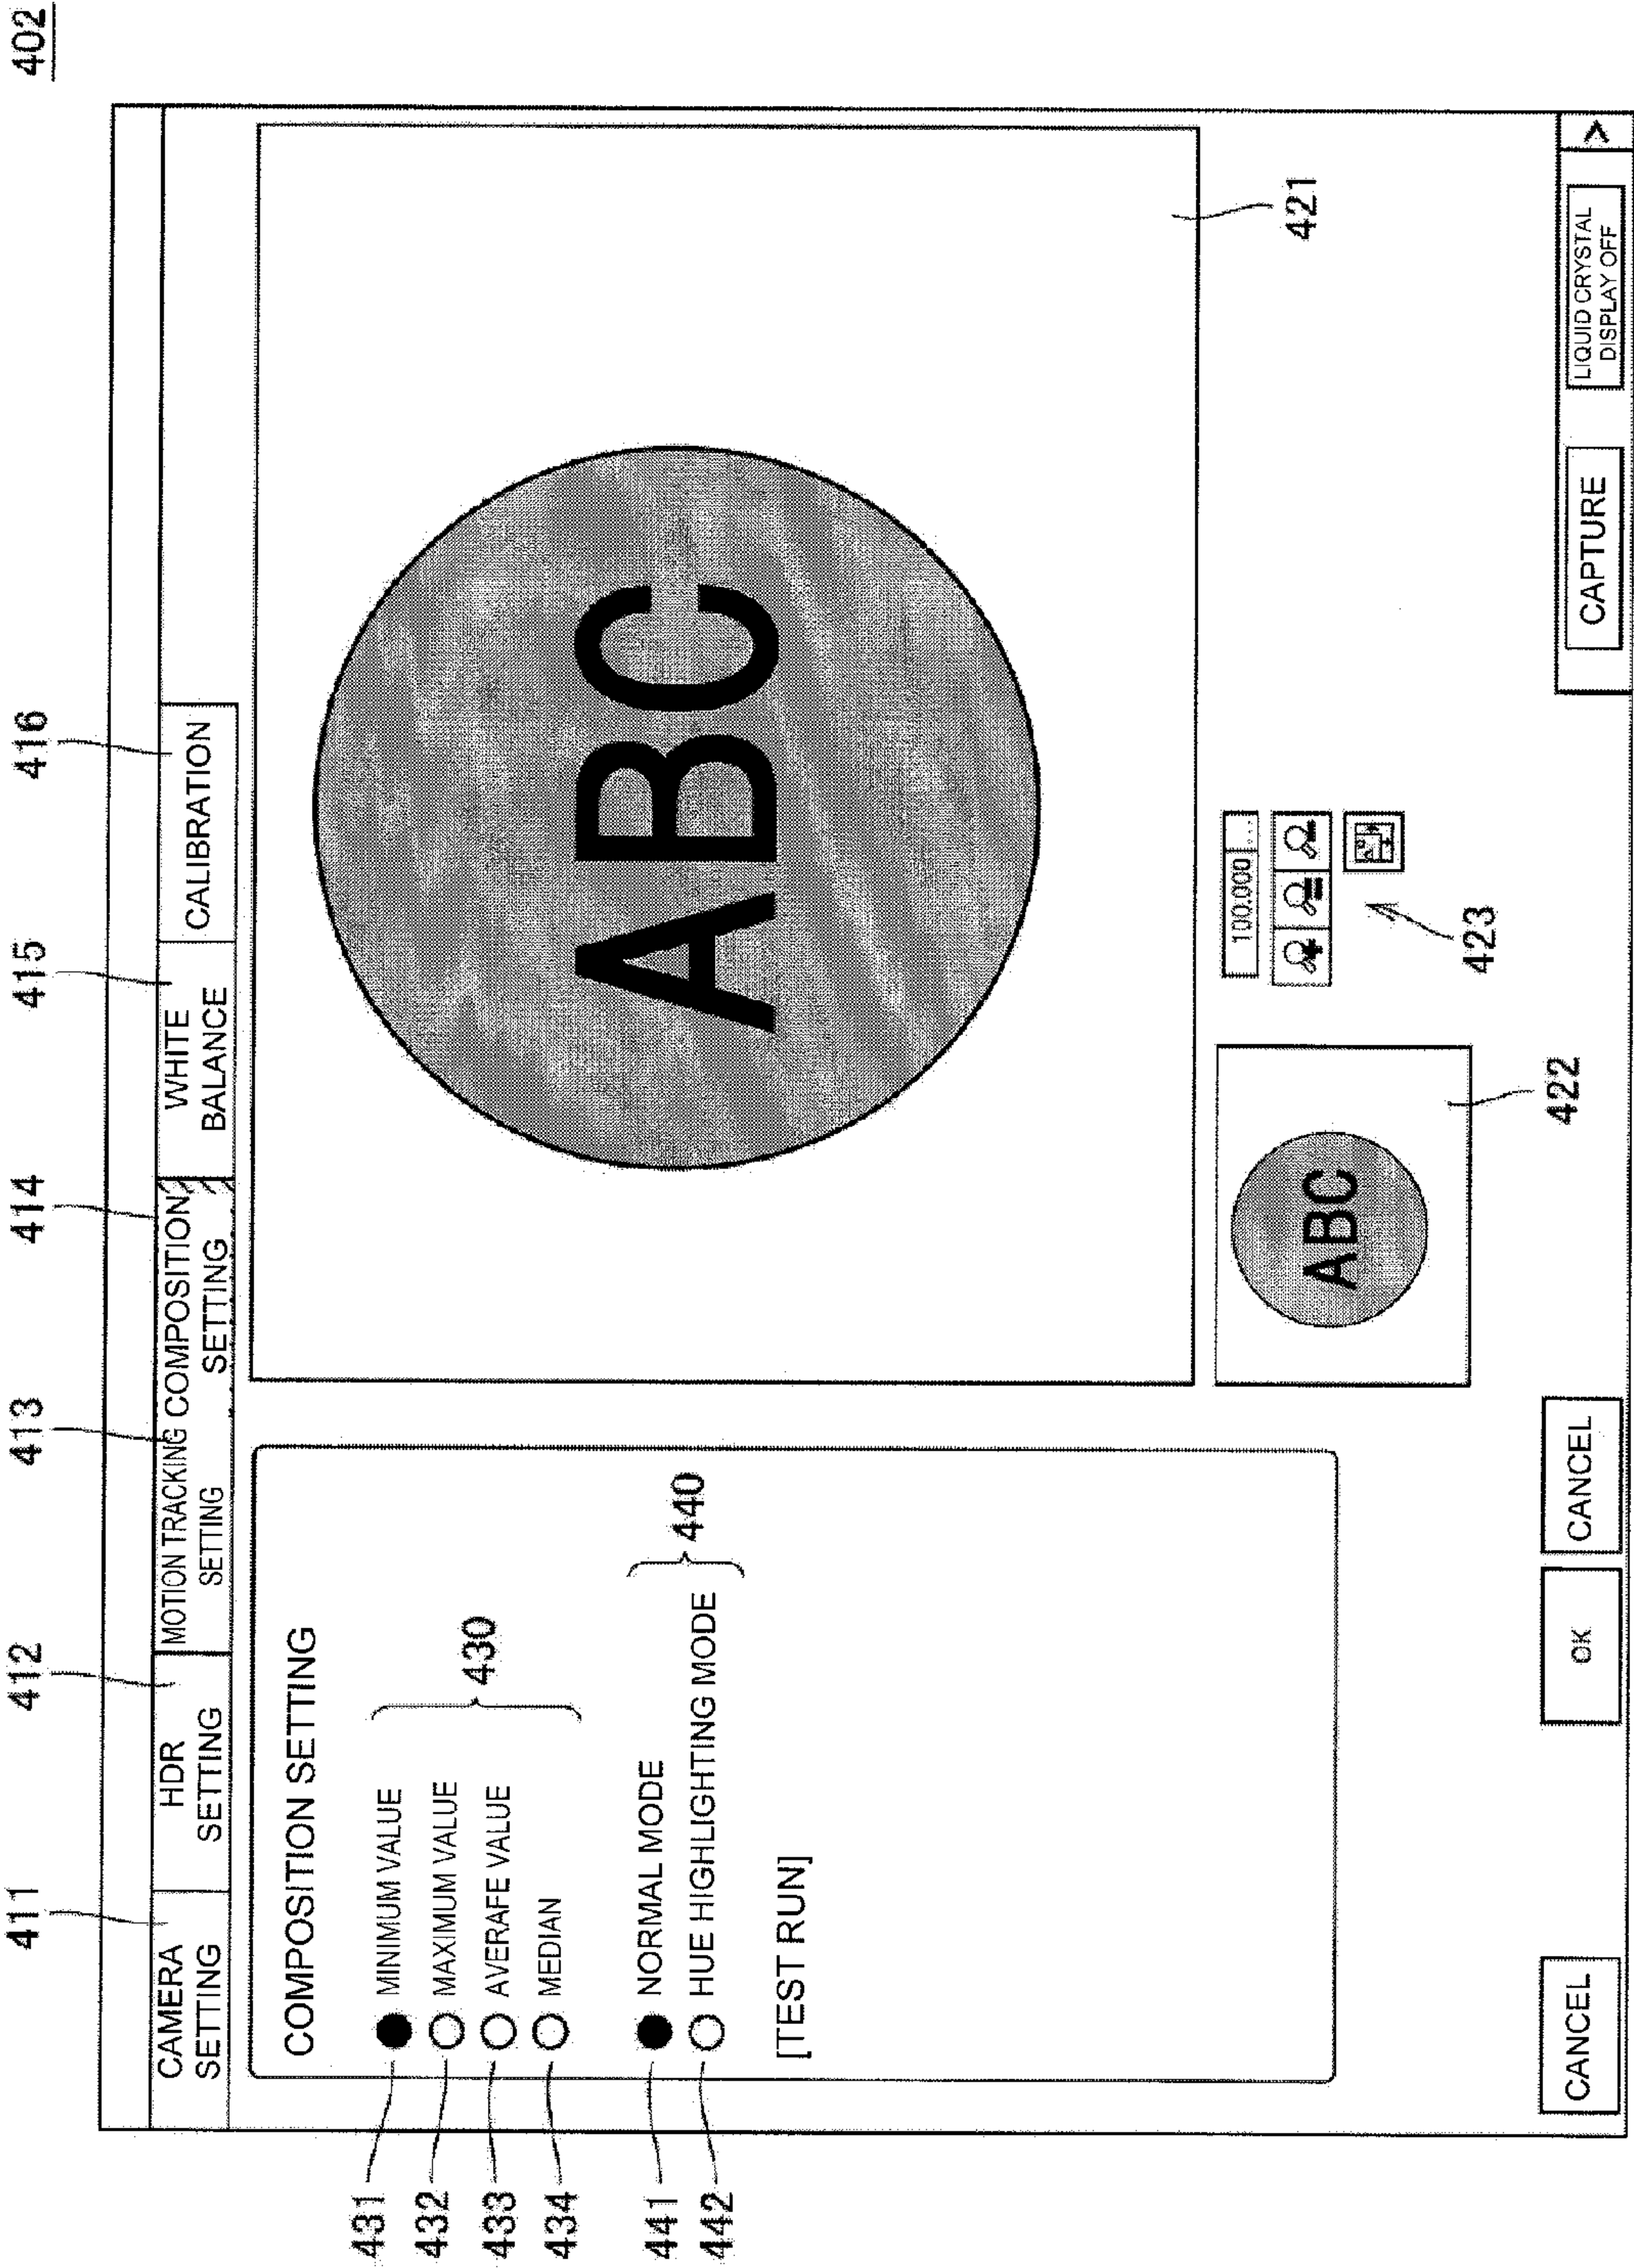 402
411 412 413 414 415 416
CAMERA
SETTING
HDR
SETTING
MOTION TRACKING
SETTING
COMPOSITION
SETTING
WHITE
BALANCE
CALIBRATION
COMPOSITION SETTING
431 MINIMUM VALUE
432 MAXIMUM VALUE
433 AVERAFE VALUE
434 MEDIAN
430
441 NORMAL MODE
442 HUE HIGHLIGHTING MODE
440
[TEST RUN]
ABC
421
ABC
422
100.000 ...
423
CANCEL
OK
CANCEL
CAPTURE
LIQUID CRYSTAL
DISPLAY OFF
>